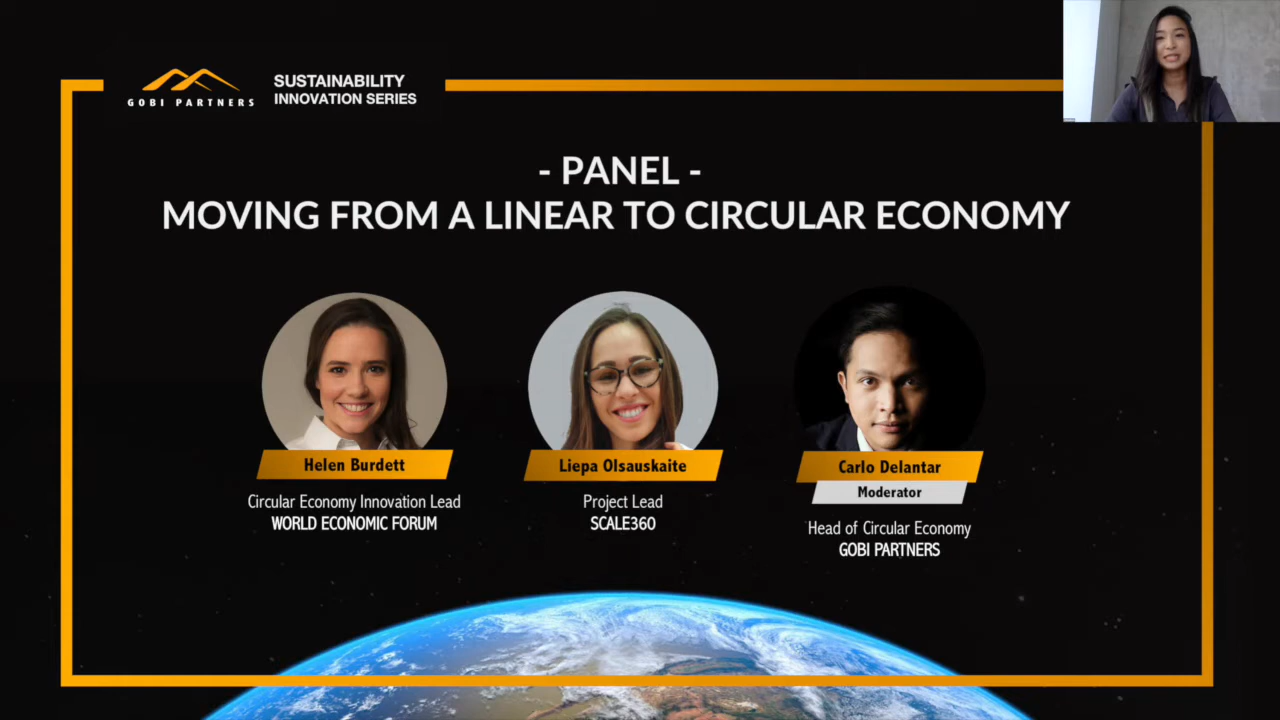 GOBI PARTNERS
SUSTAINABILITY
INNOVATION SERIES
- PANEL -
MOVING FROM A LINEAR TO CIRCULAR ECONOMY
Helen Burdett
Circular Economy Innovation Lead
WORLD ECONOMIC FORUM
Liepa Olsauskaite
Project Lead
SCALE360
Carlo Delantar
Moderator
Head of Circular Economy
GOBI PARTNERS